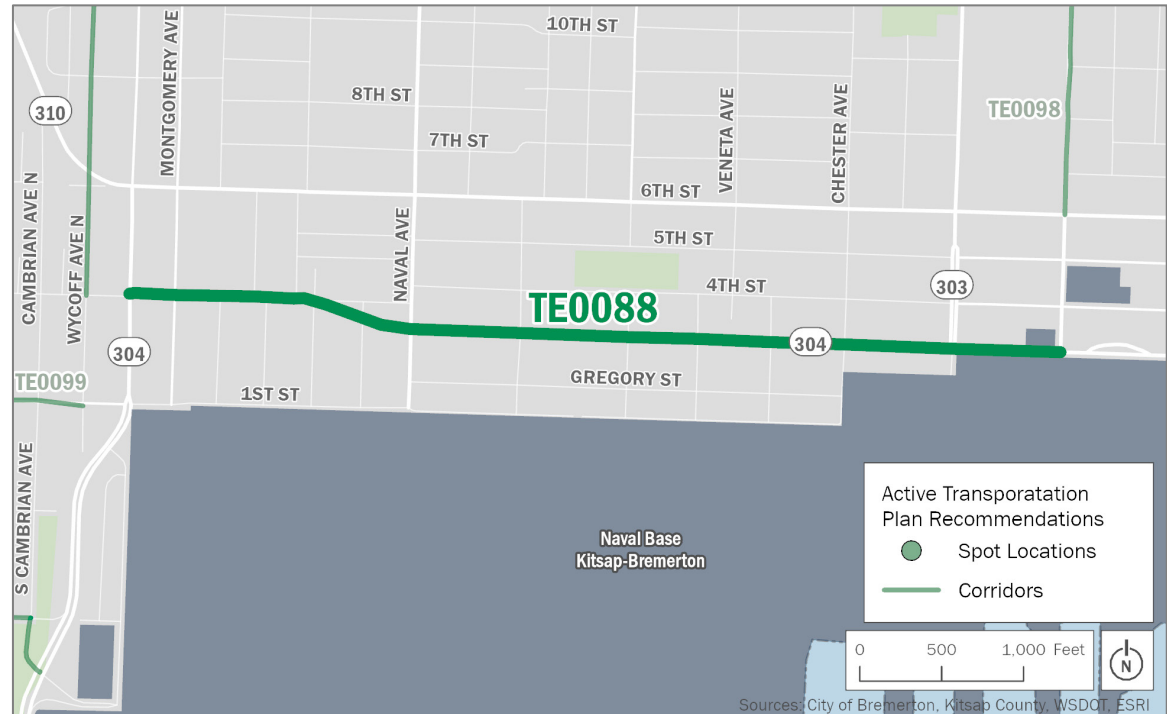 10TH ST
MONTGOMERY AVE
310
8TH ST
VENETA AVE
CHESTER AVE
TE0098
7TH ST
CAMBRIAN AVE N
6TH ST
WYCOFF AVE N
NAVAL AVE
5TH ST
4TH ST
303
TE0088
304
304
TE0099
GREGORY ST
1ST ST
S CAMBRIAN AVE
Naval Base
Kitsap-Bremerton
Active Transporatation
Plan Recommendations
Spot Locations
Corridors
0 500 1,000 Feet
N
Sources: City of Bremerton, Kitsap County, WSDOT, ESRI